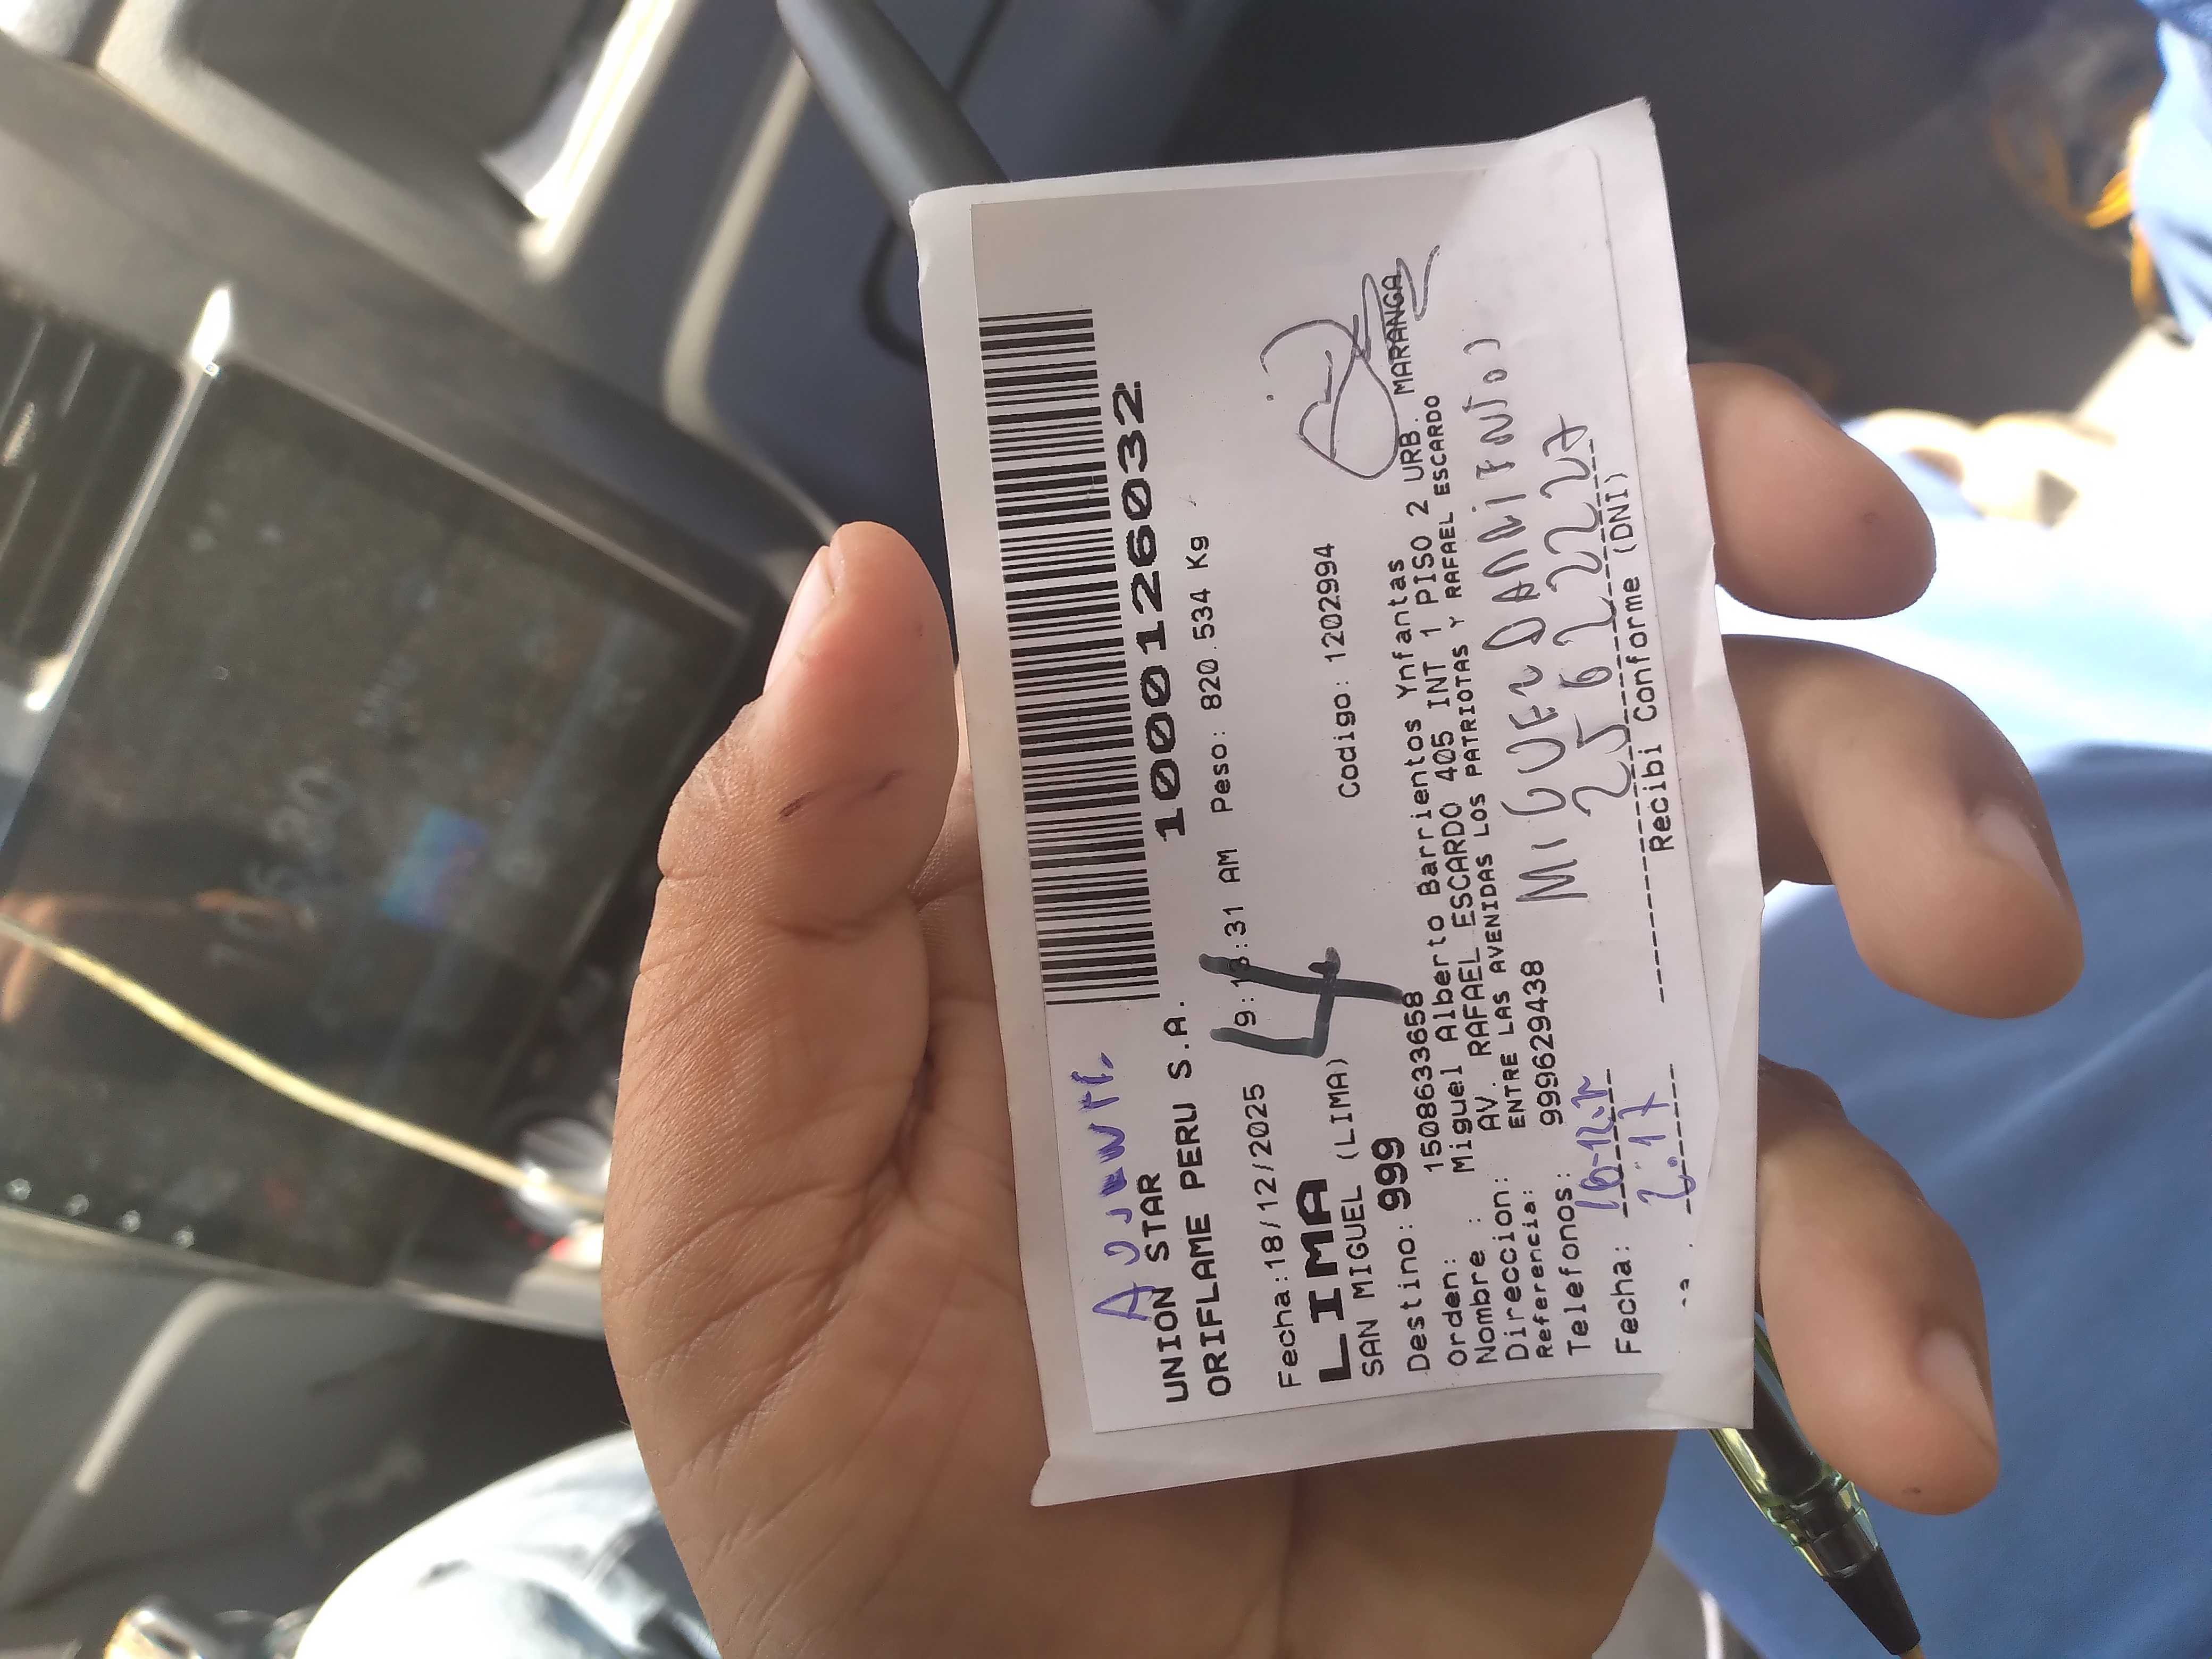 UNION STAR
ORIFLAME PERU S.A.
1000126032
Fecha:18/12/2025 9:13:31 AM Peso: 820.534 Kg
4
LIMA
SAN MIGUEL (LIMA)
Codigo: 1202994
Destino: 999
Orden: 1508633658
Nombre : Miguel Alberto Barrientos Ynfantas
Direccion: AV. RAFAEL ESCARDO 405 INT 1 PISO 2 URB. MARANGA
Referencia: ENTRE LAS AVENIDAS LOS PATRIOTAS Y RAFAEL ESCARDO
Telefonos: 999629438
MIGUEL
Fecha:
25622227
2.17
Recibi Conforme (DNI)